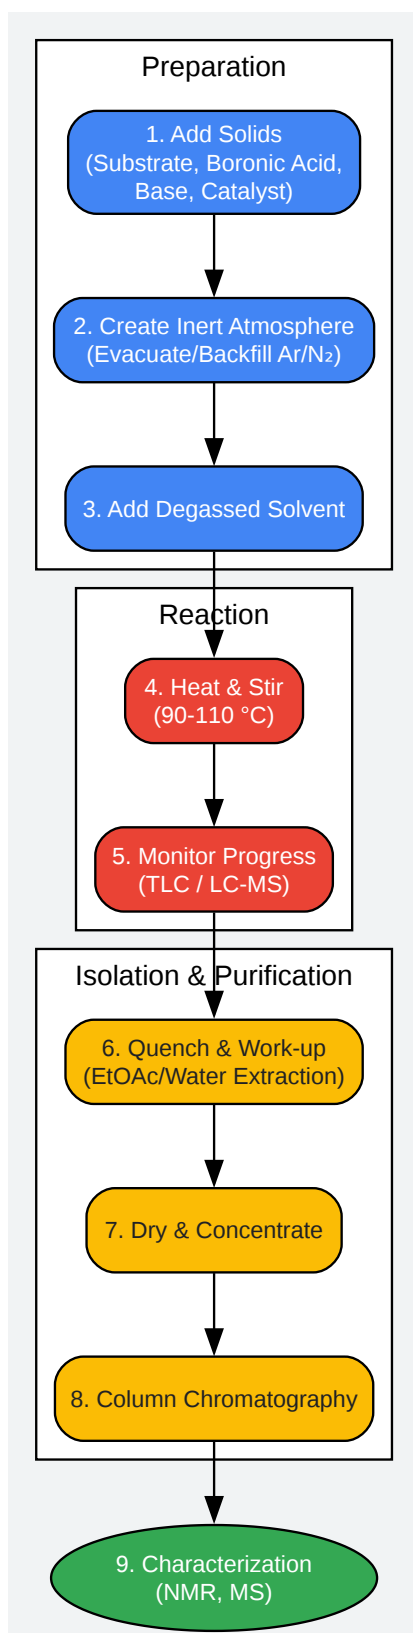 Preparation
1. Add Solids
(Substrate, Boronic Acid,
Base, Catalyst)
2. Create Inert Atmosphere
(Evacuate/Backfill Ar/N₂)
3. Add Degassed Solvent
Reaction
4. Heat & Stir
(90-110 °C)
5. Monitor Progress
(TLC / LC-MS)
Isolation & Purification
6. Quench & Work-up
(EtOAc/Water Extraction)
7. Dry & Concentrate
8. Column Chromatography
9. Characterization
(NMR, MS)